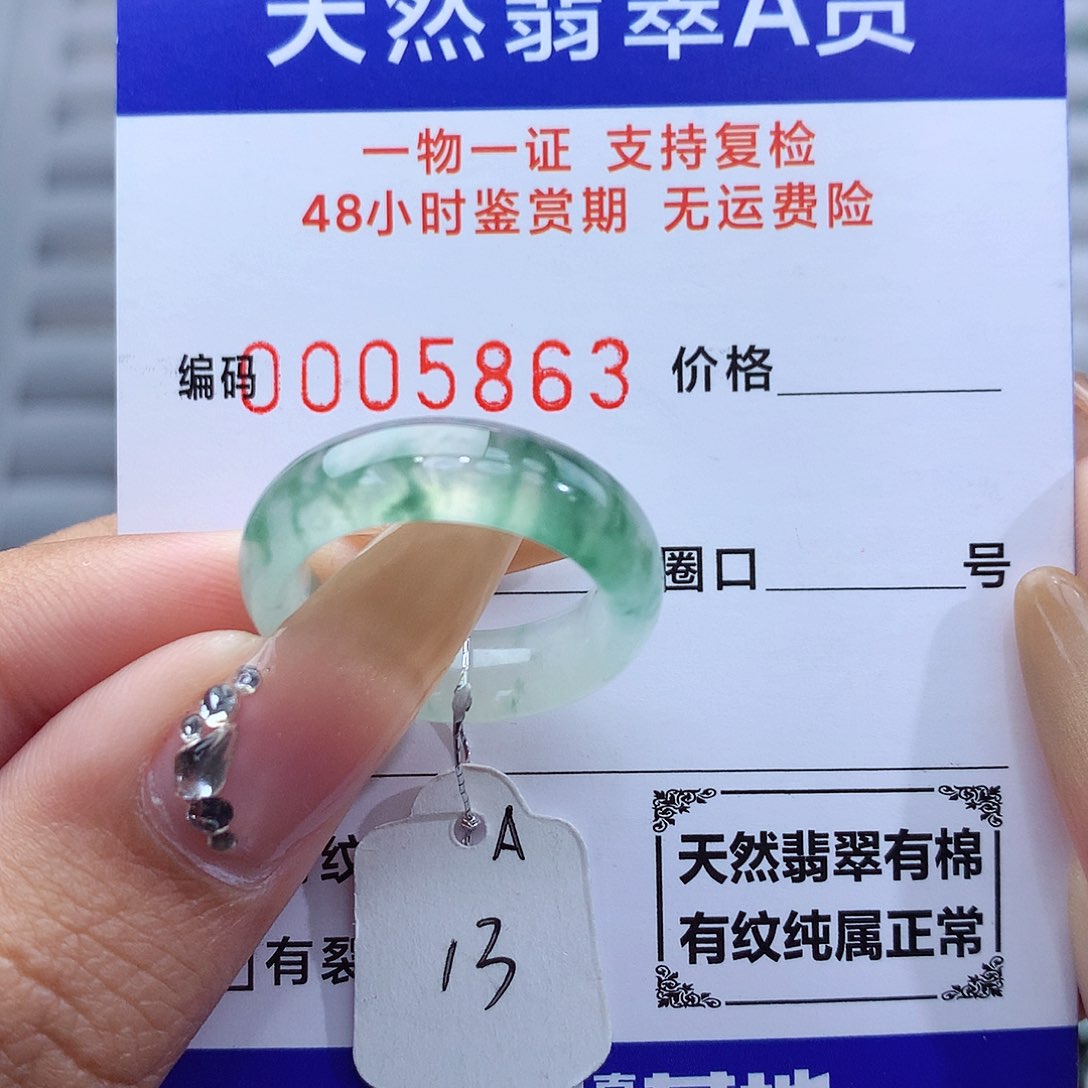 天然翡翠A货
一物一证 支持复检
48小时鉴赏期 无运费险
编码0005863 价格
圈口 号
纹
有裂
A
13
天然翡翠有棉
有纹纯属正常